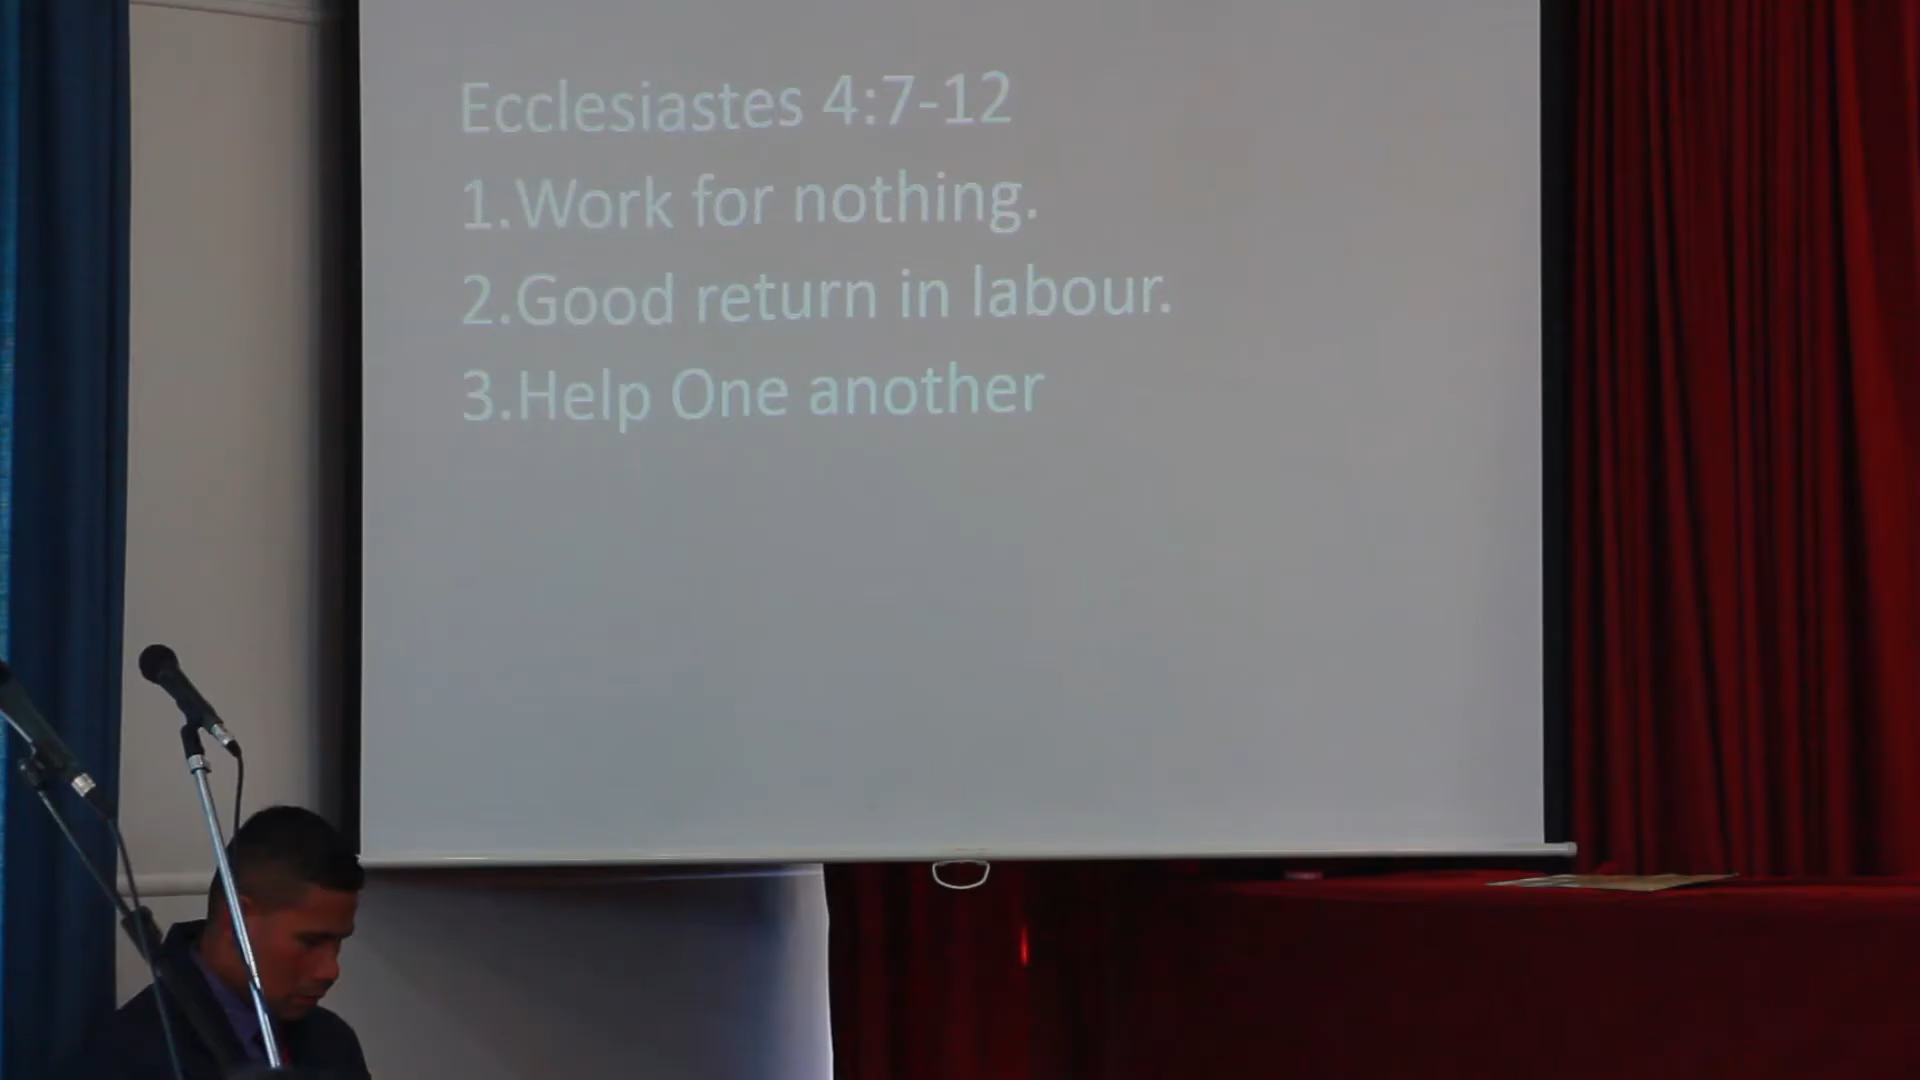 Ecclesiastes 4:7-12
1.Work for nothing.
2.Good return in labour.
3.Help One another